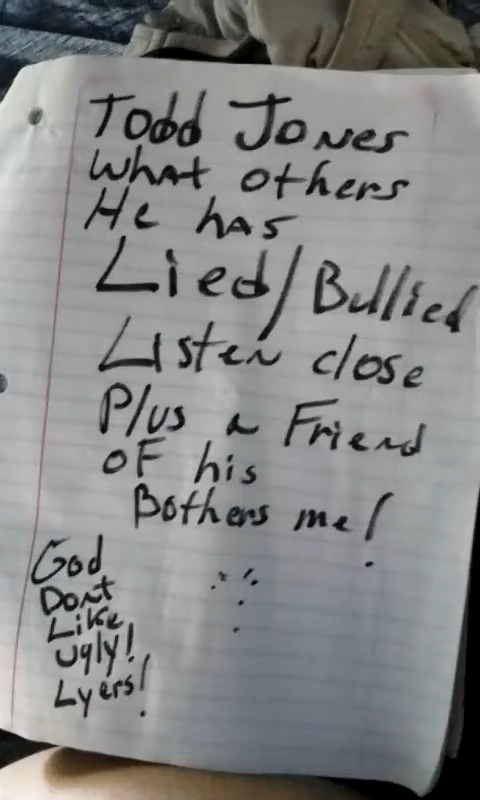 Todd Jones
What others
He has
Lied/Bullied
Listen close
Plus a Friend
OF his
Bothers me!
God
Dont
Like
Ugly!
Lyers!